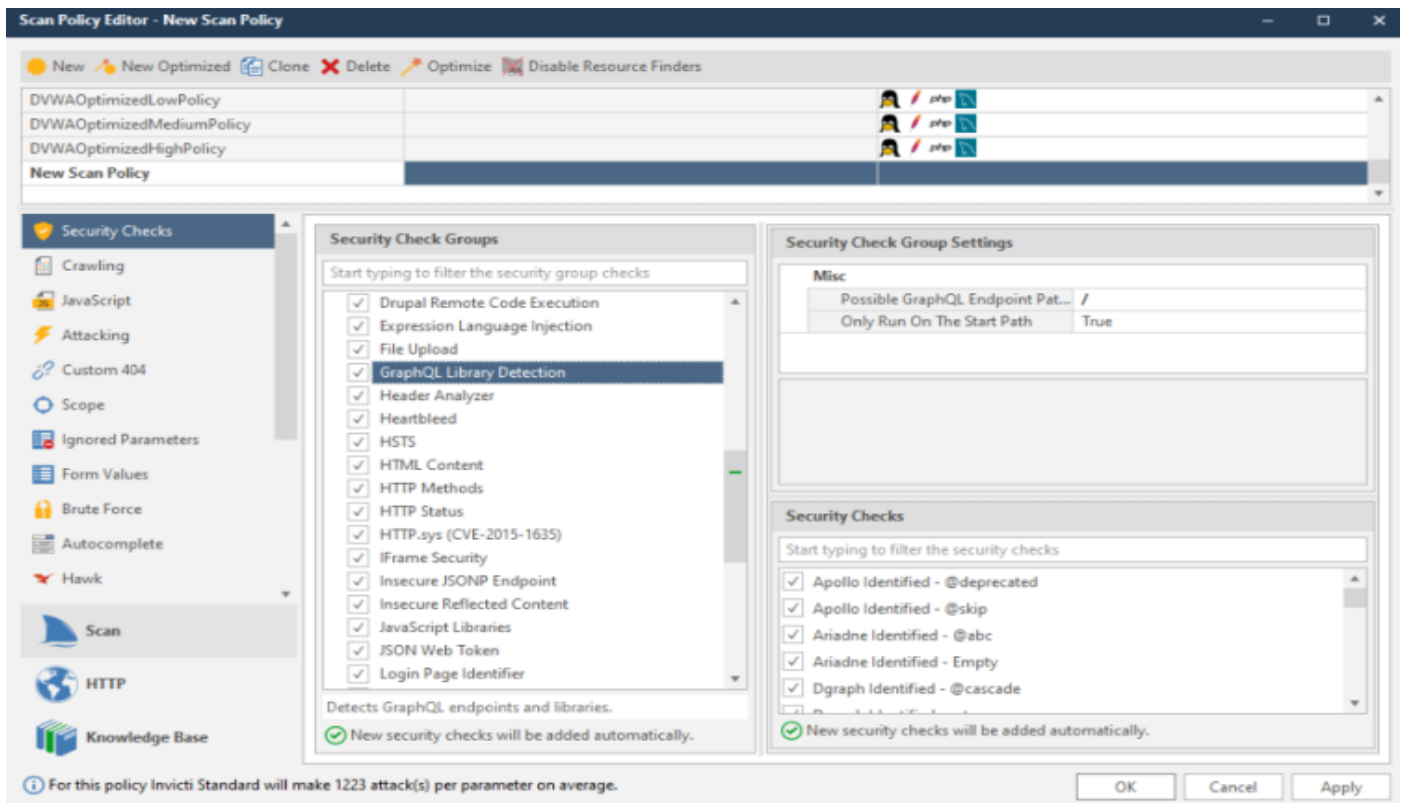 Scan Policy Editor - New Scan Policy
New New Optimized Clone Delete Optimize Disable Resource Finders
DVWAOptimizedLowPolicy php
DVWAOptimizedMediumPolicy php
DVWAOptimizedHighPolicy php
New Scan Policy
Security Checks
Crawling
JavaScript
Attacking
Custom 404
Scope
Ignored Parameters
Form Values
Brute Force
Autocomplete
Hawk
Scan
HTTP
Knowledge Base
Security Check Groups
Start typing to filter the security group checks
Drupal Remote Code Execution
Expression Language Injection
File Upload
GraphQL Library Detection
Header Analyzer
Heartbleed
HSTS
HTML Content
HTTP Methods
HTTP Status
HTTP.sys (CVE-2015-1635)
IFrame Security
Insecure JSONP Endpoint
Insecure Reflected Content
JavaScript Libraries
JSON Web Token
Login Page Identifier
Detects GraphQL endpoints and libraries.
New security checks will be added automatically.
Security Check Group Settings
Misc
Possible GraphQL Endpoint Pat... /
Only Run On The Start Path True
Security Checks
Start typing to filter the security checks
Apollo Identified - @deprecated
Apollo Identified - @skip
Ariadne Identified - @abc
Ariadne Identified - Empty
Dgraph Identified - @cascade
New security checks will be added automatically.
For this policy Invicti Standard will make 1223 attack(s) per parameter on average.
OK Cancel Apply